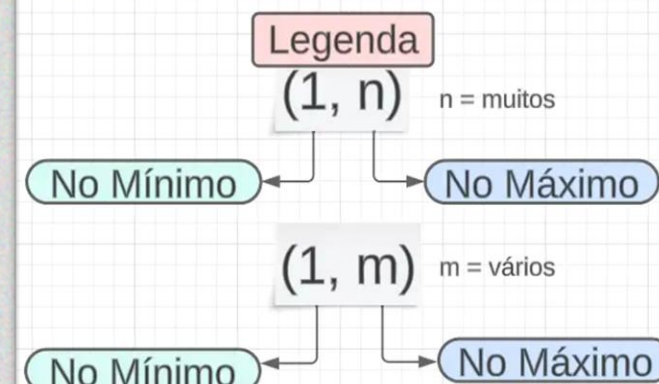 Legenda
(1, n) n = muitos
No Mínimo No Máximo
(1, m) m = vários
No Mínimo No Máximo